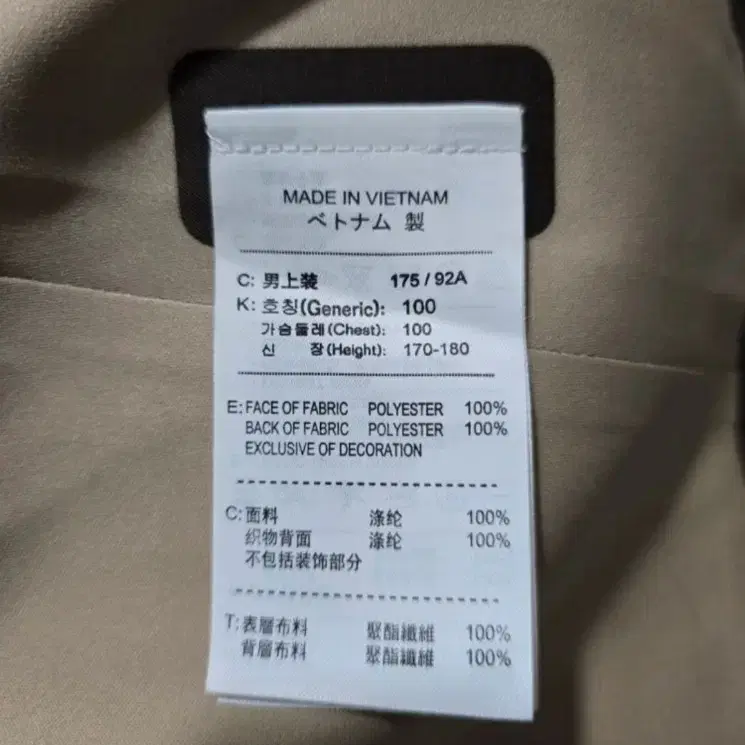 MADE IN VIETNAM
ベトナム 製
C: 男上装 175 / 92A
K: 호칭(Generic): 100
가슴둘레(Chest): 100
신 장(Height): 170-180
E: FACE OF FABRIC POLYESTER 100%
BACK OF FABRIC POLYESTER 100%
EXCLUSIVE OF DECORATION
C: 面料 涤纶 100%
织物背面 涤纶 100%
不包括装饰部分
T: 表層布料 聚酯纖維 100%
背層布料 聚酯纖維 100%